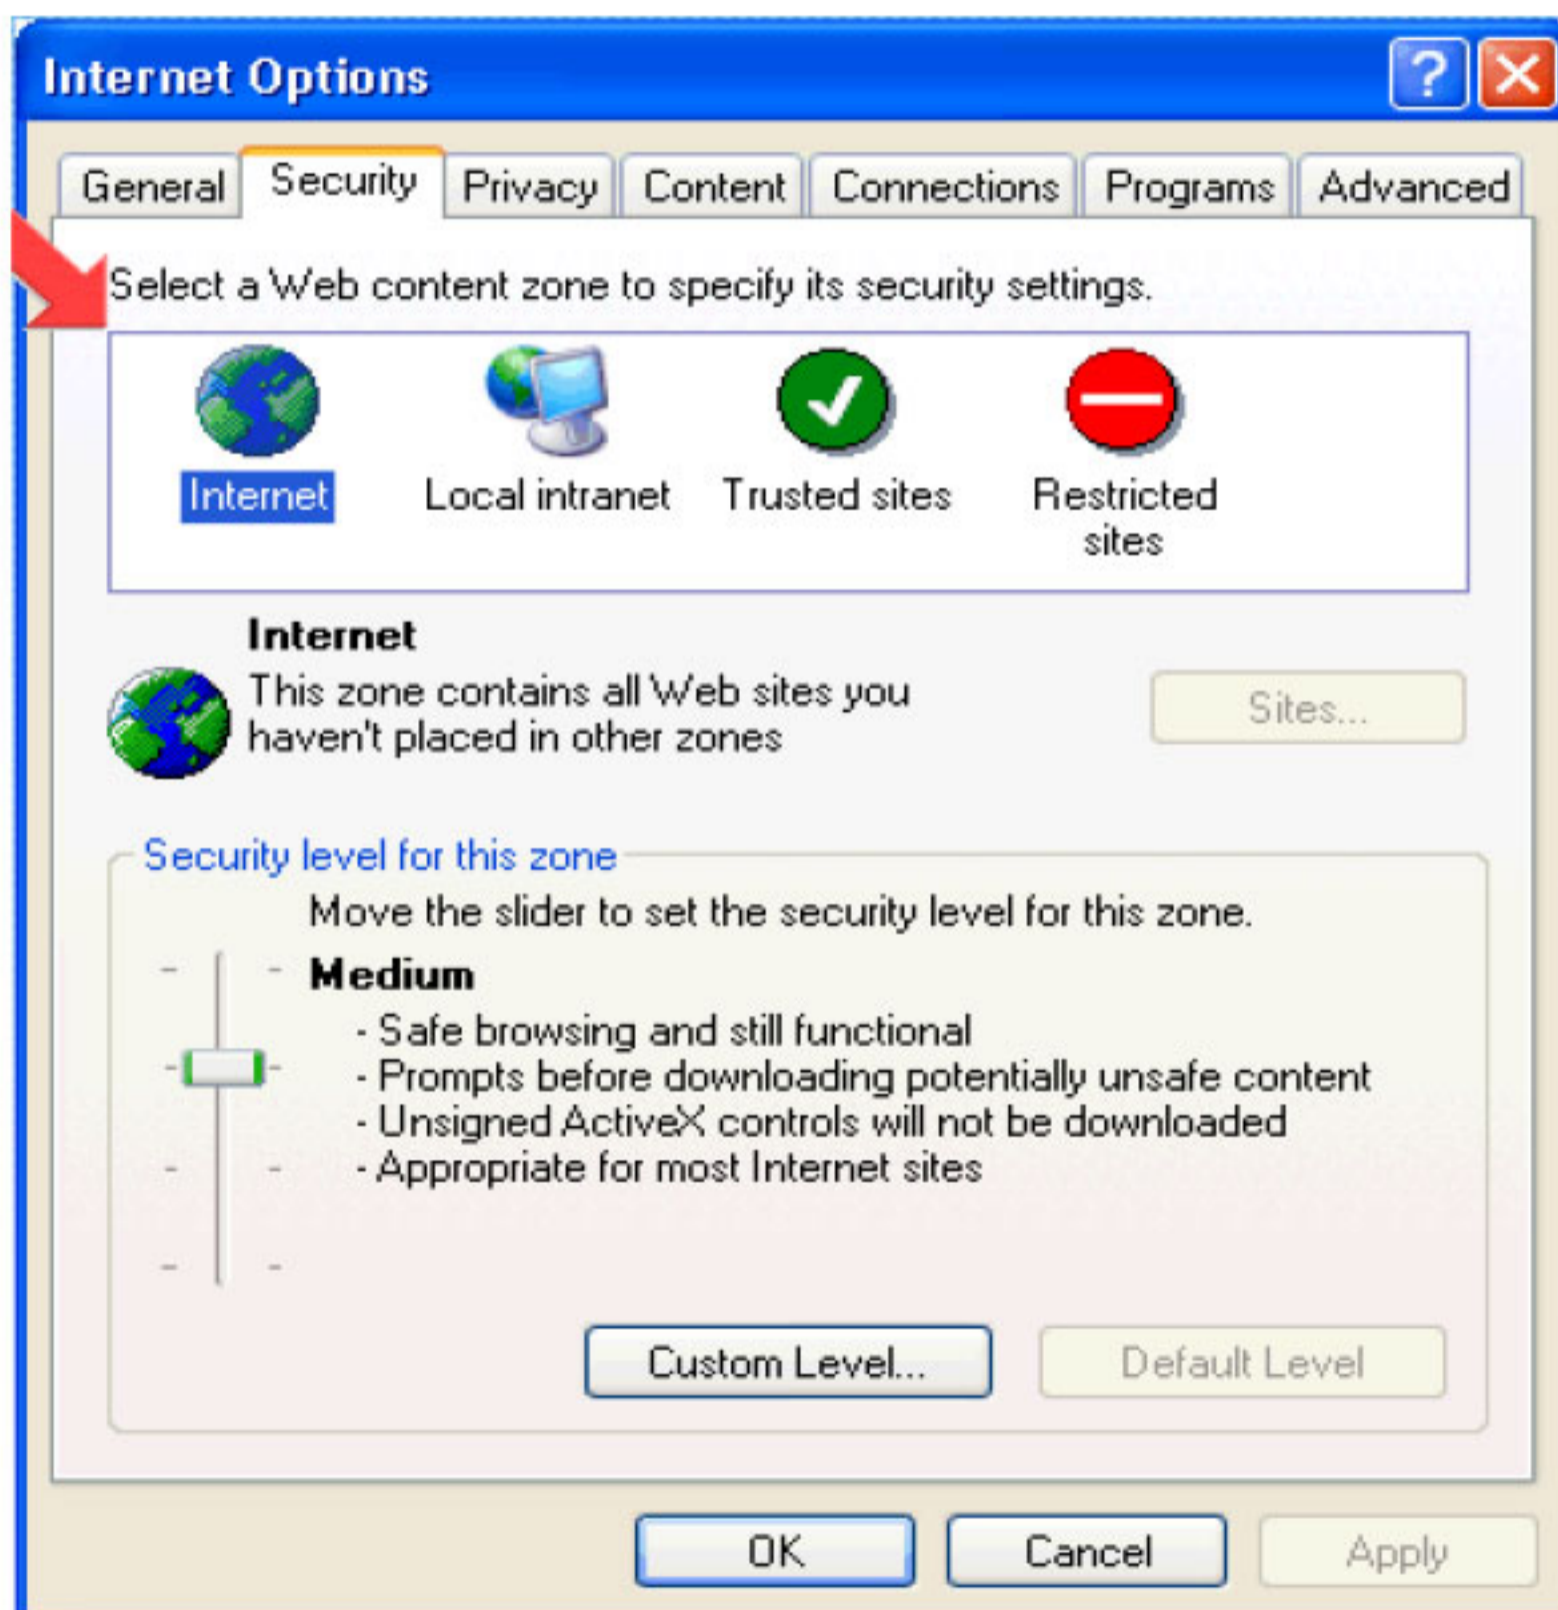 Internet Options
General Security Privacy Content Connections Programs Advanced
Select a Web content zone to specify its security settings.
Internet Local intranet Trusted sites Restricted
sites
Internet
This zone contains all Web sites you
haven't placed in other zones
Sites...
Security level for this zone
Move the slider to set the security level for this zone.
Medium
- Safe browsing and still functional
- Prompts before downloading potentially unsafe content
- Unsigned ActiveX controls will not be downloaded
- Appropriate for most Internet sites
Custom Level... Default Level
OK Cancel Apply